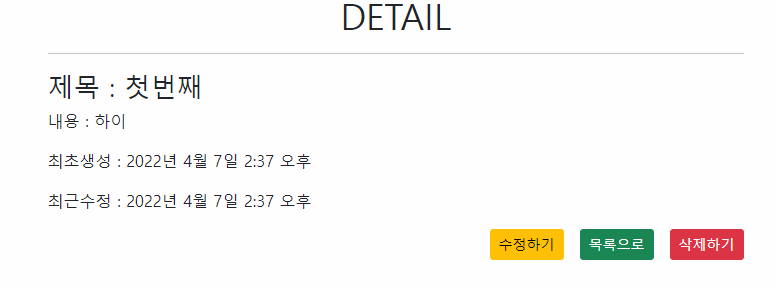 DETAIL
제목 : 첫번째
내용 : 하이
최초생성 : 2022년 4월 7일 2:37 오후
최근수정 : 2022년 4월 7일 2:37 오후
수정하기 목록으로 삭제하기